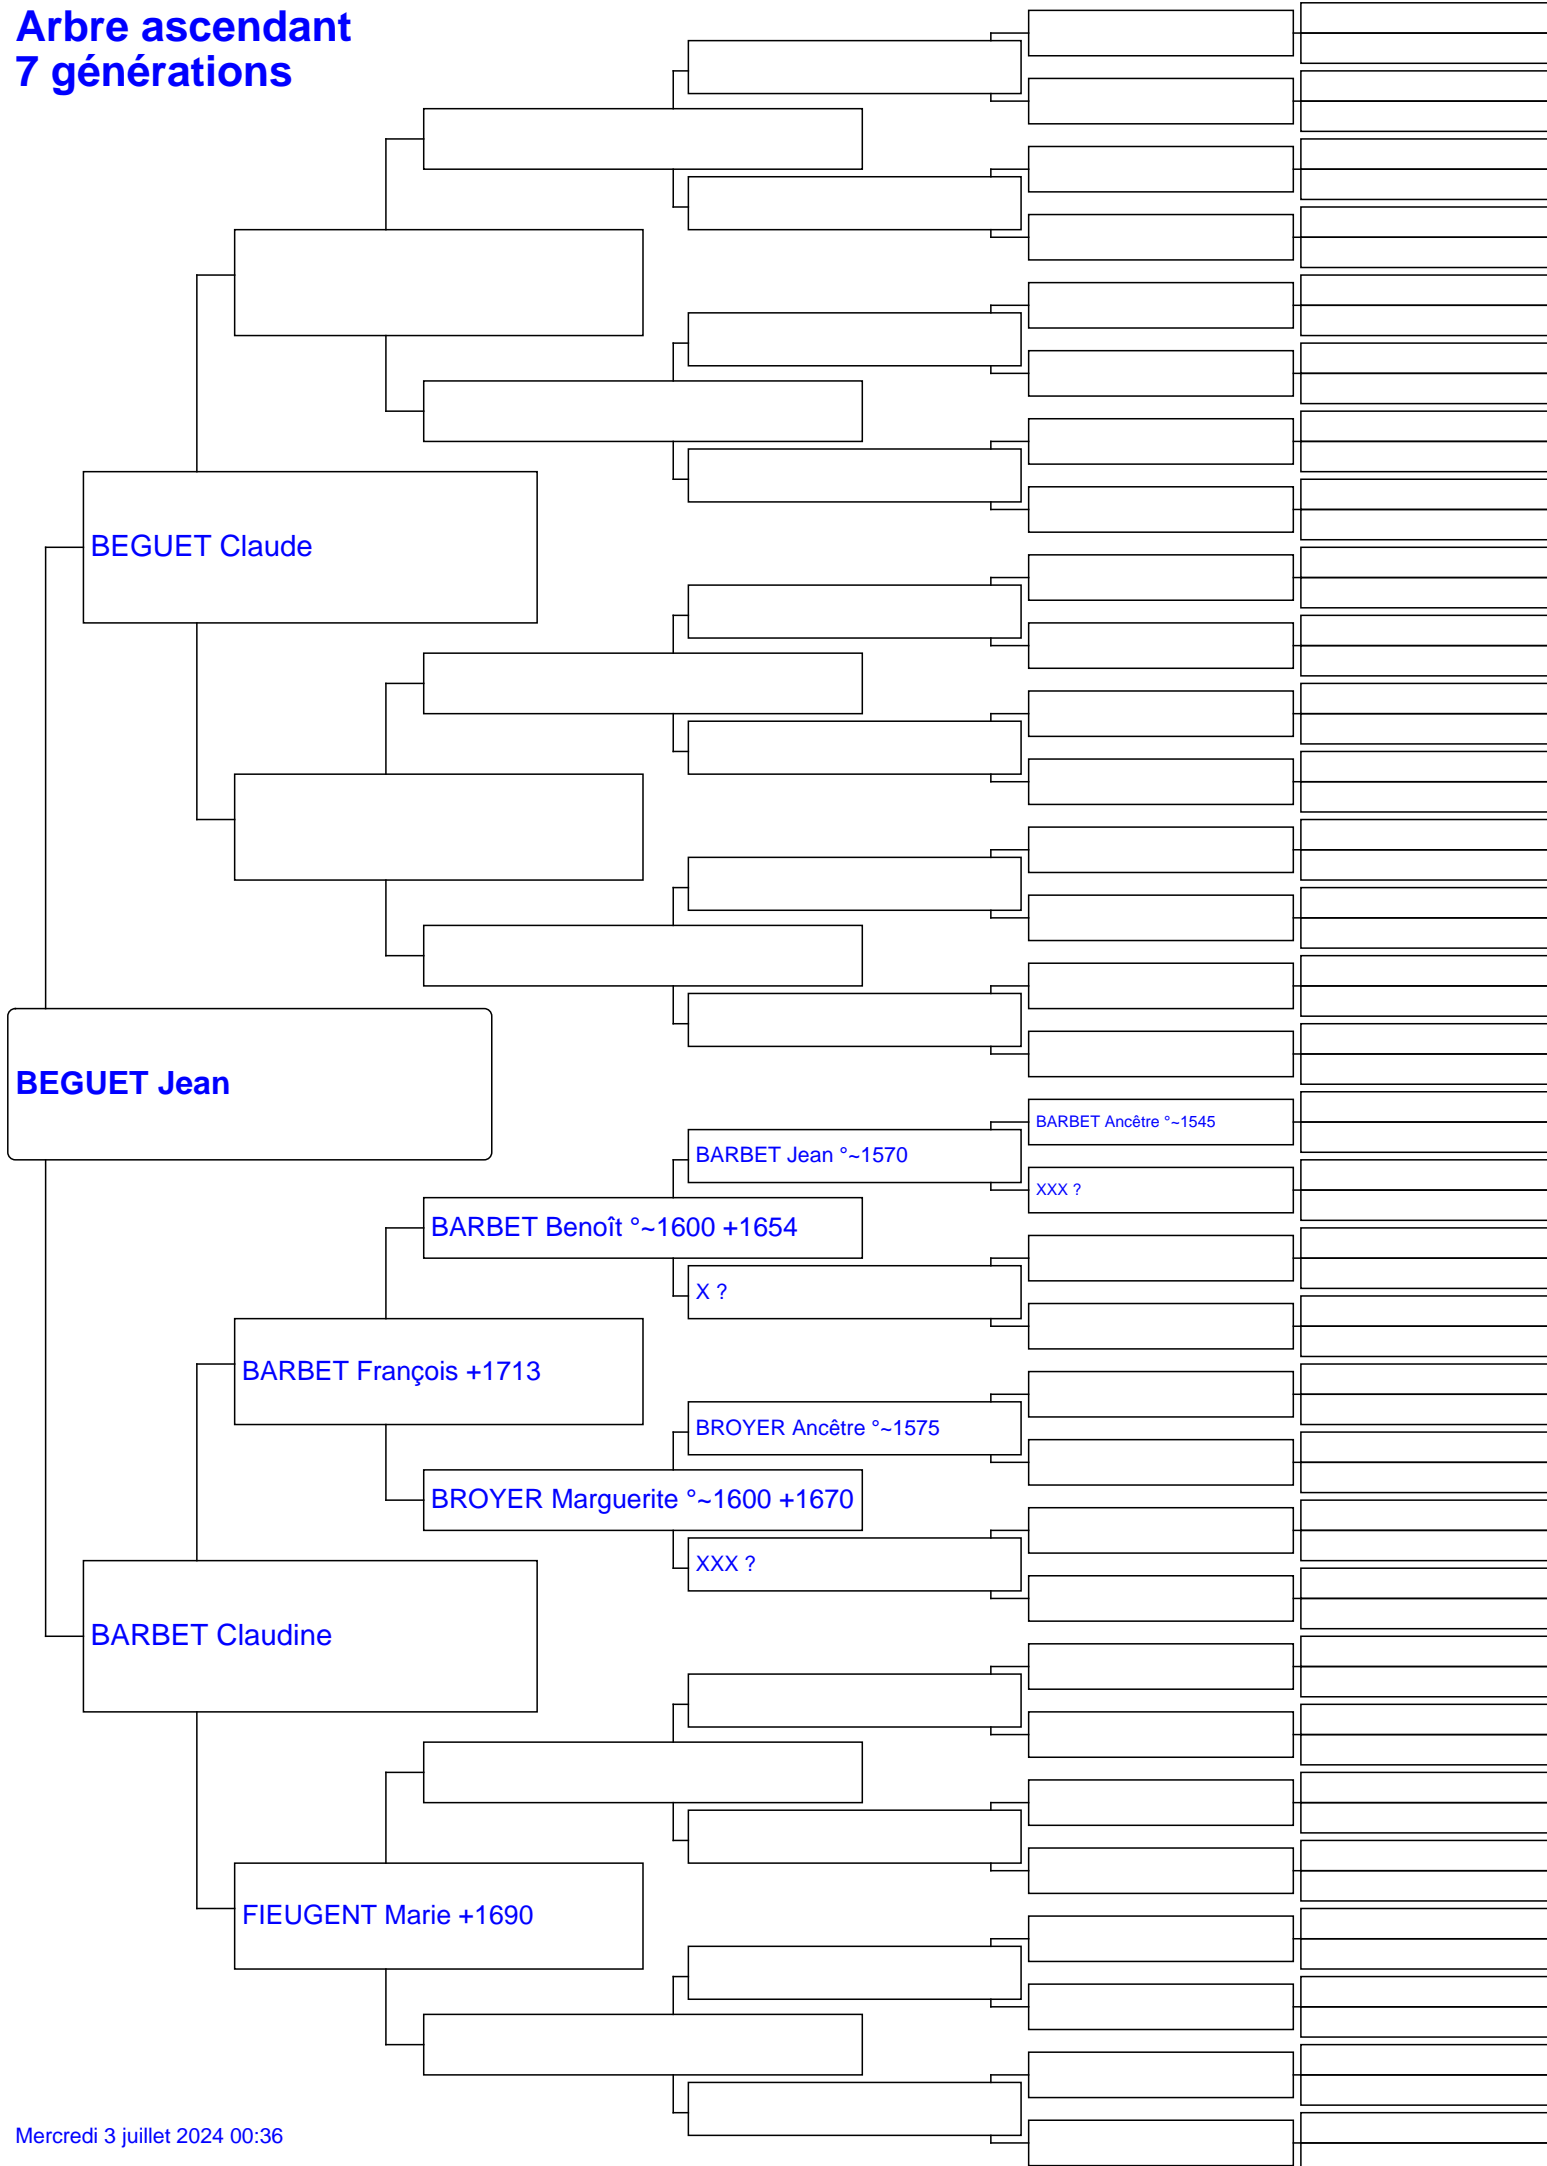 Arbre ascendant
7 générations
BEGUET Claude
BEGUET Jean
BARBET Ancêtre °~1545
BARBET Jean °~1570
XXX ?
BARBET Benoît °~1600 +1654
X ?
BARBET François +1713
BROYER Ancêtre °~1575
BROYER Marguerite °~1600 +1670
XXX ?
BARBET Claudine
FIEUGENT Marie +1690
Mercredi 3 juillet 2024 00:36